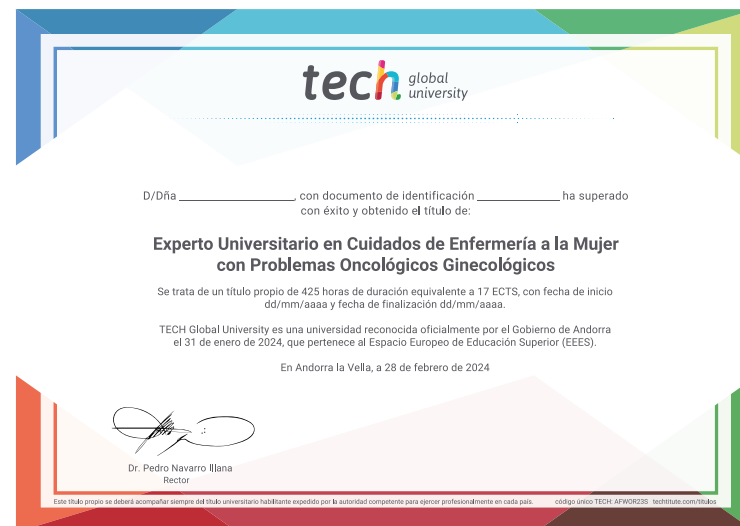 tech global university
D/Dña ______________, con documento de identificación ____________ ha superado
con éxito y obtenido el título de:
Experto Universitario en Cuidados de Enfermería a la Mujer
con Problemas Oncológicos Ginecológicos
Se trata de un título propio de 425 horas de duración equivalente a 17 ECTS, con fecha de inicio
dd/mm/aaaa y fecha de finalización dd/mm/aaaa.
TECH Global University es una universidad reconocida oficialmente por el Gobierno de Andorra
el 31 de enero de 2024, que pertenece al Espacio Europeo de Educación Superior (EEES).
En Andorra la Vella, a 28 de febrero de 2024
Dr. Pedro Navarro Illana
Rector
Este título propio se deberá acompañar siempre del título universitario habilitante expedido por la autoridad competente para ejercer profesionalmente en cada país. código único TECH: AFWOR23S techtitute.com/titulos